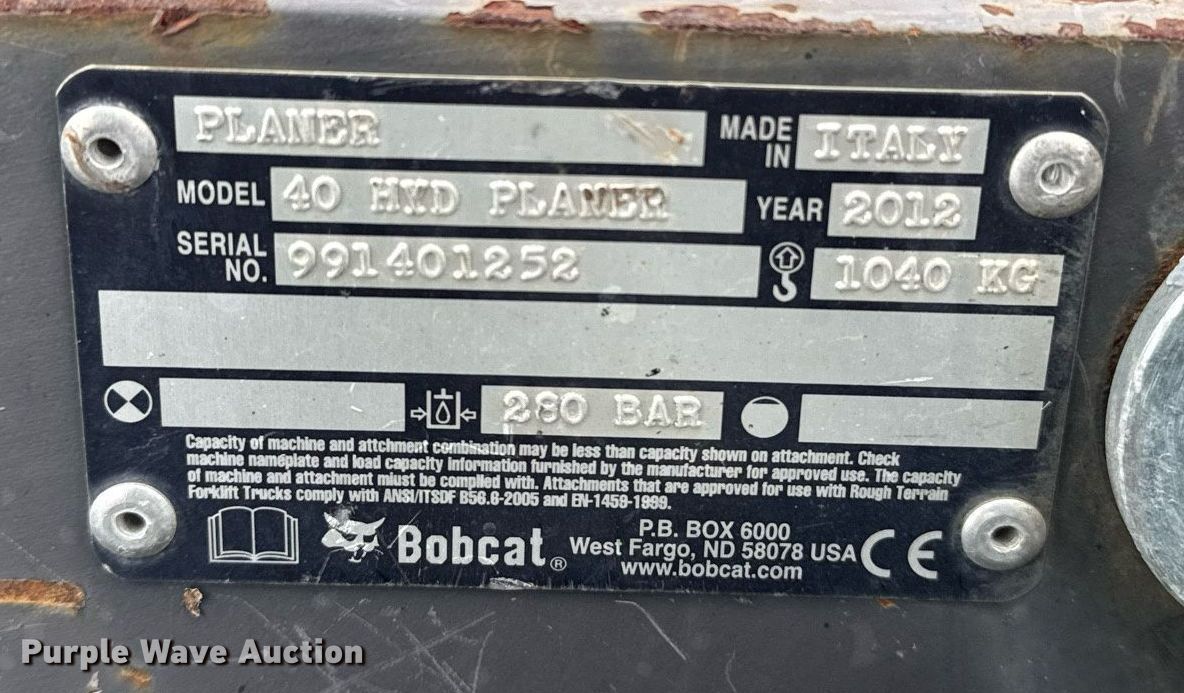 PLANER
MADE IN ITALY
MODEL 40 HYD PLANER
YEAR 2012
SERIAL NO. 991401252
1040 KG
280 BAR
Capacity of machine and attchment combination may be less than capacity shown on attachment. Check
machine nameplate and load capacity information furnished by the manufacturer for approved use. The capacity
of machine and attachment miust be complied with. Attachments that are approved for use with Rough Terrain
Forklift Trucks comply with ANSI/ITSDF B56.6-2005 and EN-1459-1999.
Bobcat®
P.B. BOX 6000
West Fargo, ND 58078 USA
www.bobcat.com
CE
Purple Wave Auction